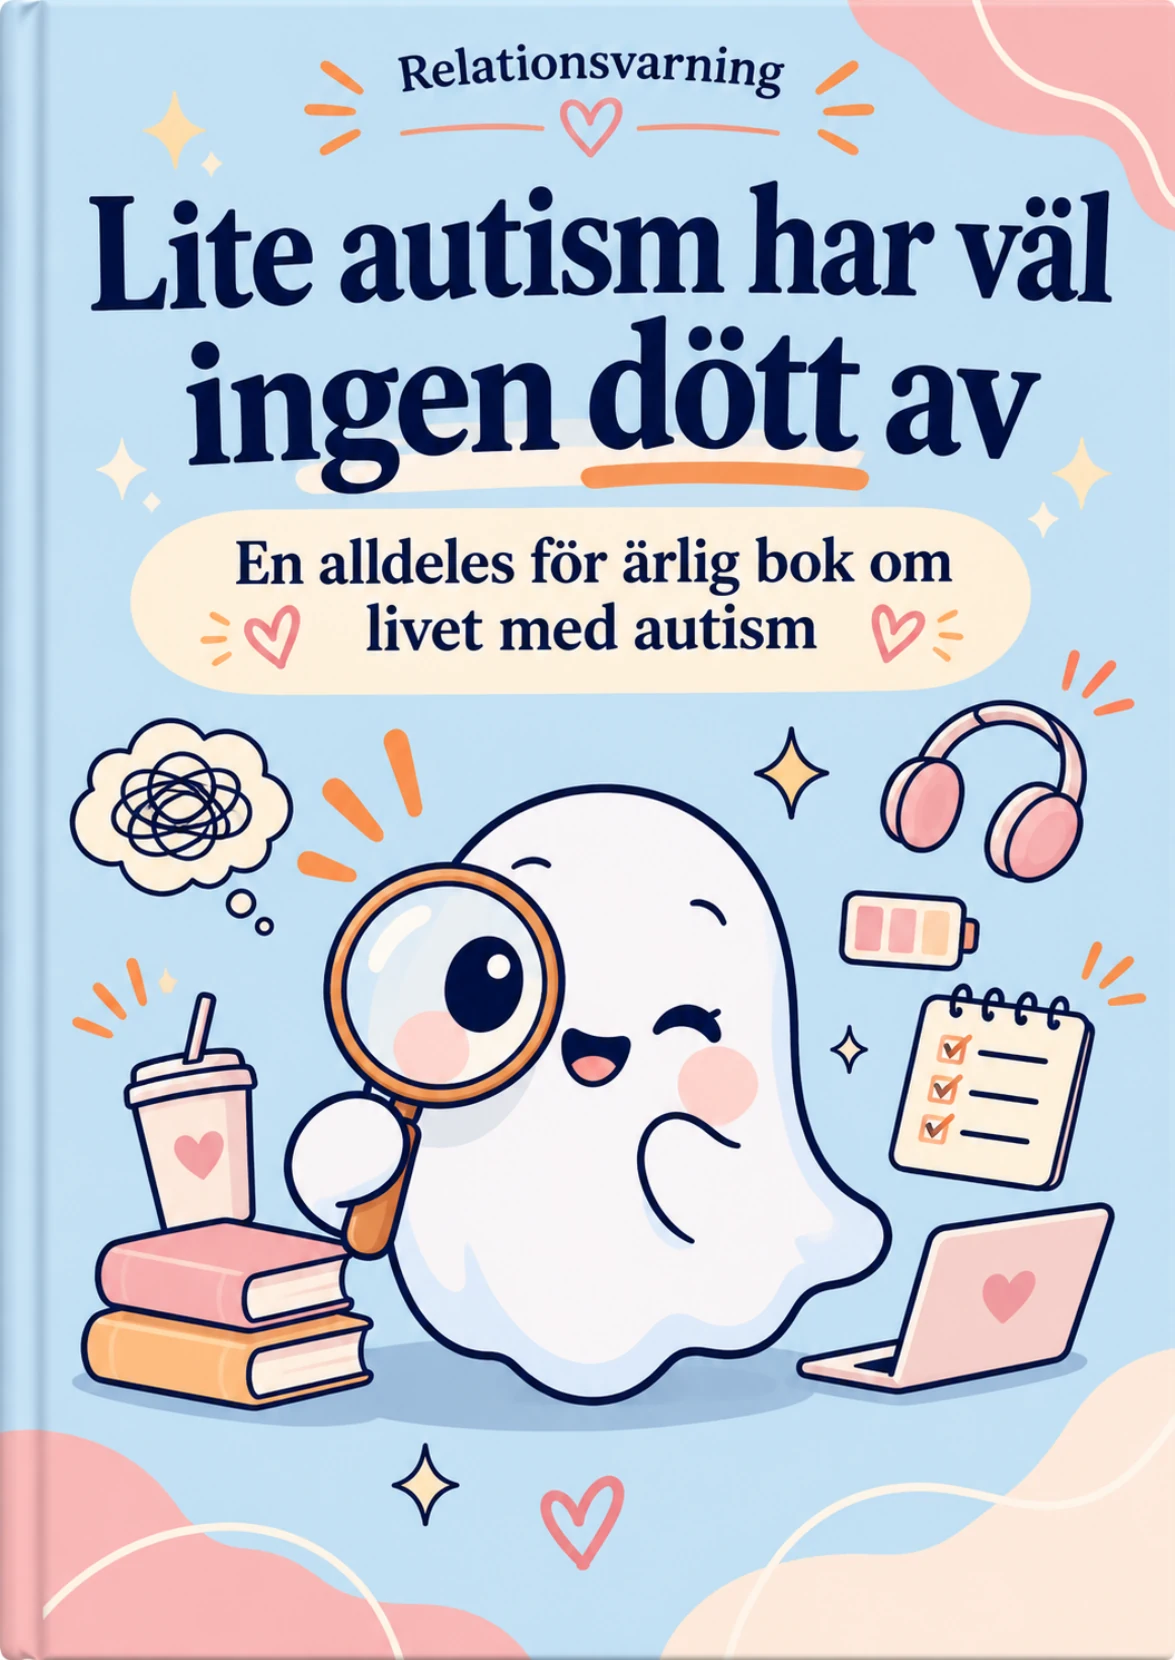 Relationsvarning
Lite autism har väl
ingen dött av
En alldeles för ärlig bok om
livet med autism